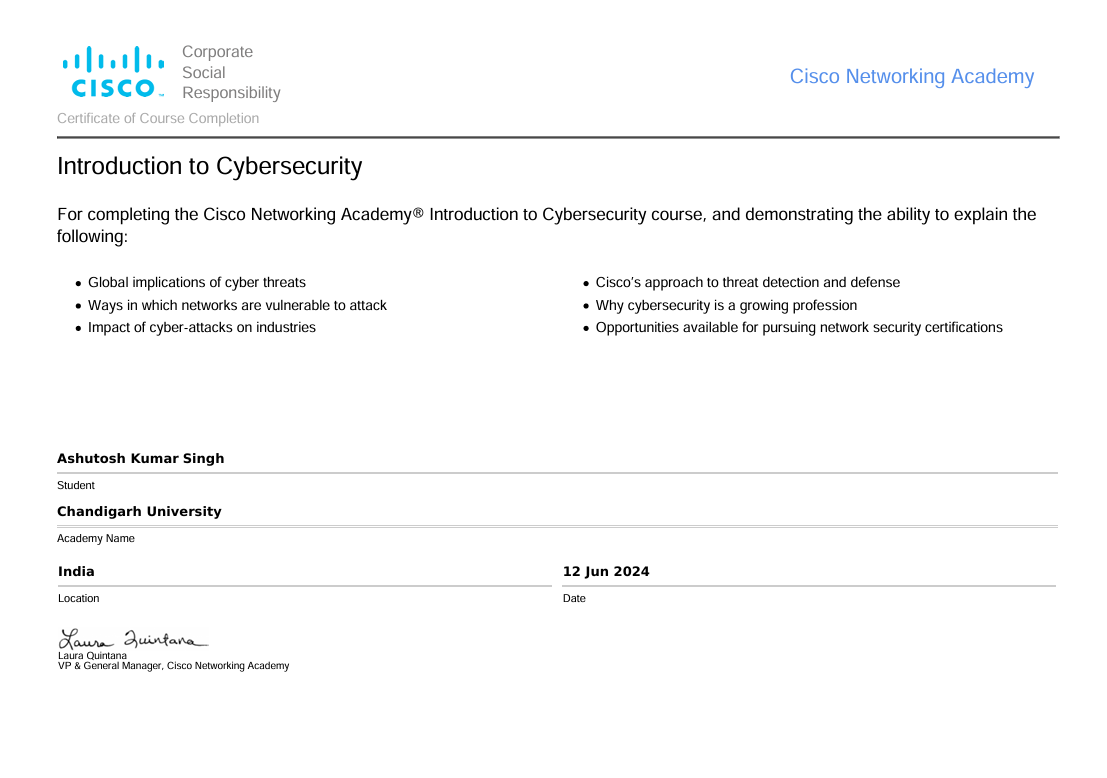 CISCO
Corporate
Social
Responsibility
Cisco Networking Academy
Certificate of Course Completion
Introduction to Cybersecurity
For completing the Cisco Networking Academy® Introduction to Cybersecurity course, and demonstrating the ability to explain the
following:
• Global implications of cyber threats
• Ways in which networks are vulnerable to attack
• Impact of cyber-attacks on industries
• Cisco’s approach to threat detection and defense
• Why cybersecurity is a growing profession
• Opportunities available for pursuing network security certifications
Ashutosh Kumar Singh
Student
Chandigarh University
Academy Name
India
Location
12 Jun 2024
Date
Laura Quintana
Laura Quintana
VP & General Manager, Cisco Networking Academy